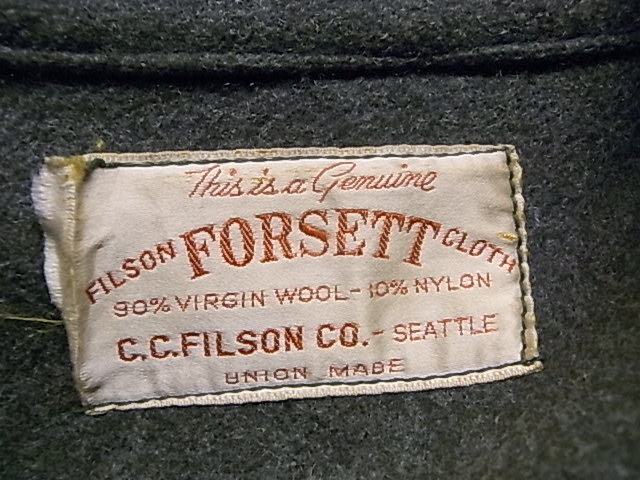 This is a Genuine
FILSON FORSETT CLOTH
90% VIRGIN WOOL-10% NYLON
C.C.FILSON CO.- SEATTLE
UNION MADE